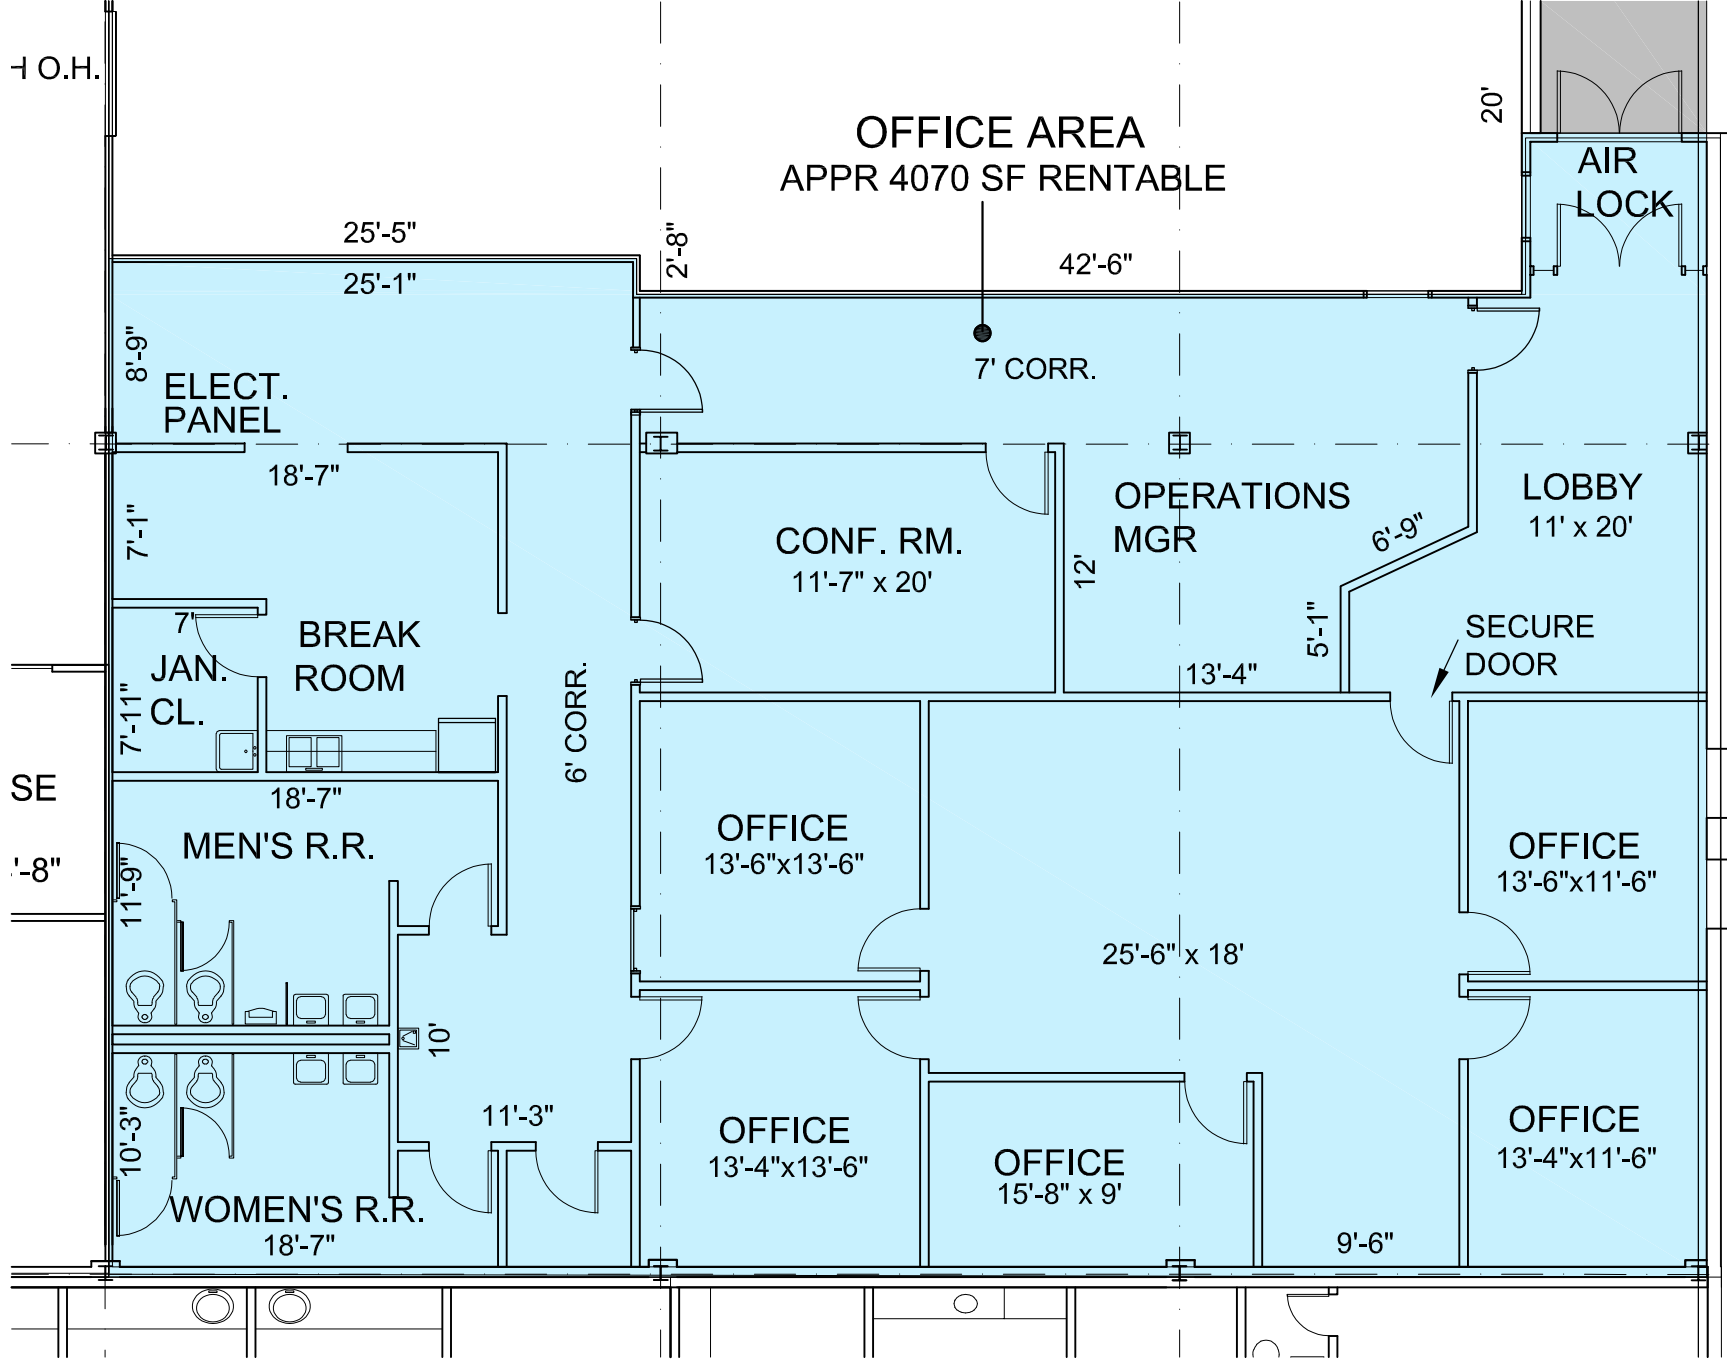 H O.H.
20'
OFFICE AREA
APPR 4070 SF RENTABLE
AIR
LOCK
25'-5"
2'-8"
42'-6"
25'-1"
8'-9"
7' CORR.
ELECT.
PANEL
18'-7"
7'-1"
CONF. RM.
11'-7" x 20'
12'
OPERATIONS
MGR
6'-9"
LOBBY
11' x 20'
7'
BREAK
ROOM
JAN.
CL.
7'-11"
6' CORR.
5'-1"
13'-4"
SECURE
DOOR
SE
'-8"
18'-7"
MEN'S R.R.
11'-9"
OFFICE
13'-6"x13'-6"
OFFICE
13'-6"x11'-6"
25'-6" x 18'
10'
11'-3"
10'-3"
WOMEN'S R.R.
18'-7"
OFFICE
13'-4"x13'-6"
OFFICE
15'-8" x 9'
OFFICE
13'-4"x11'-6"
9'-6"